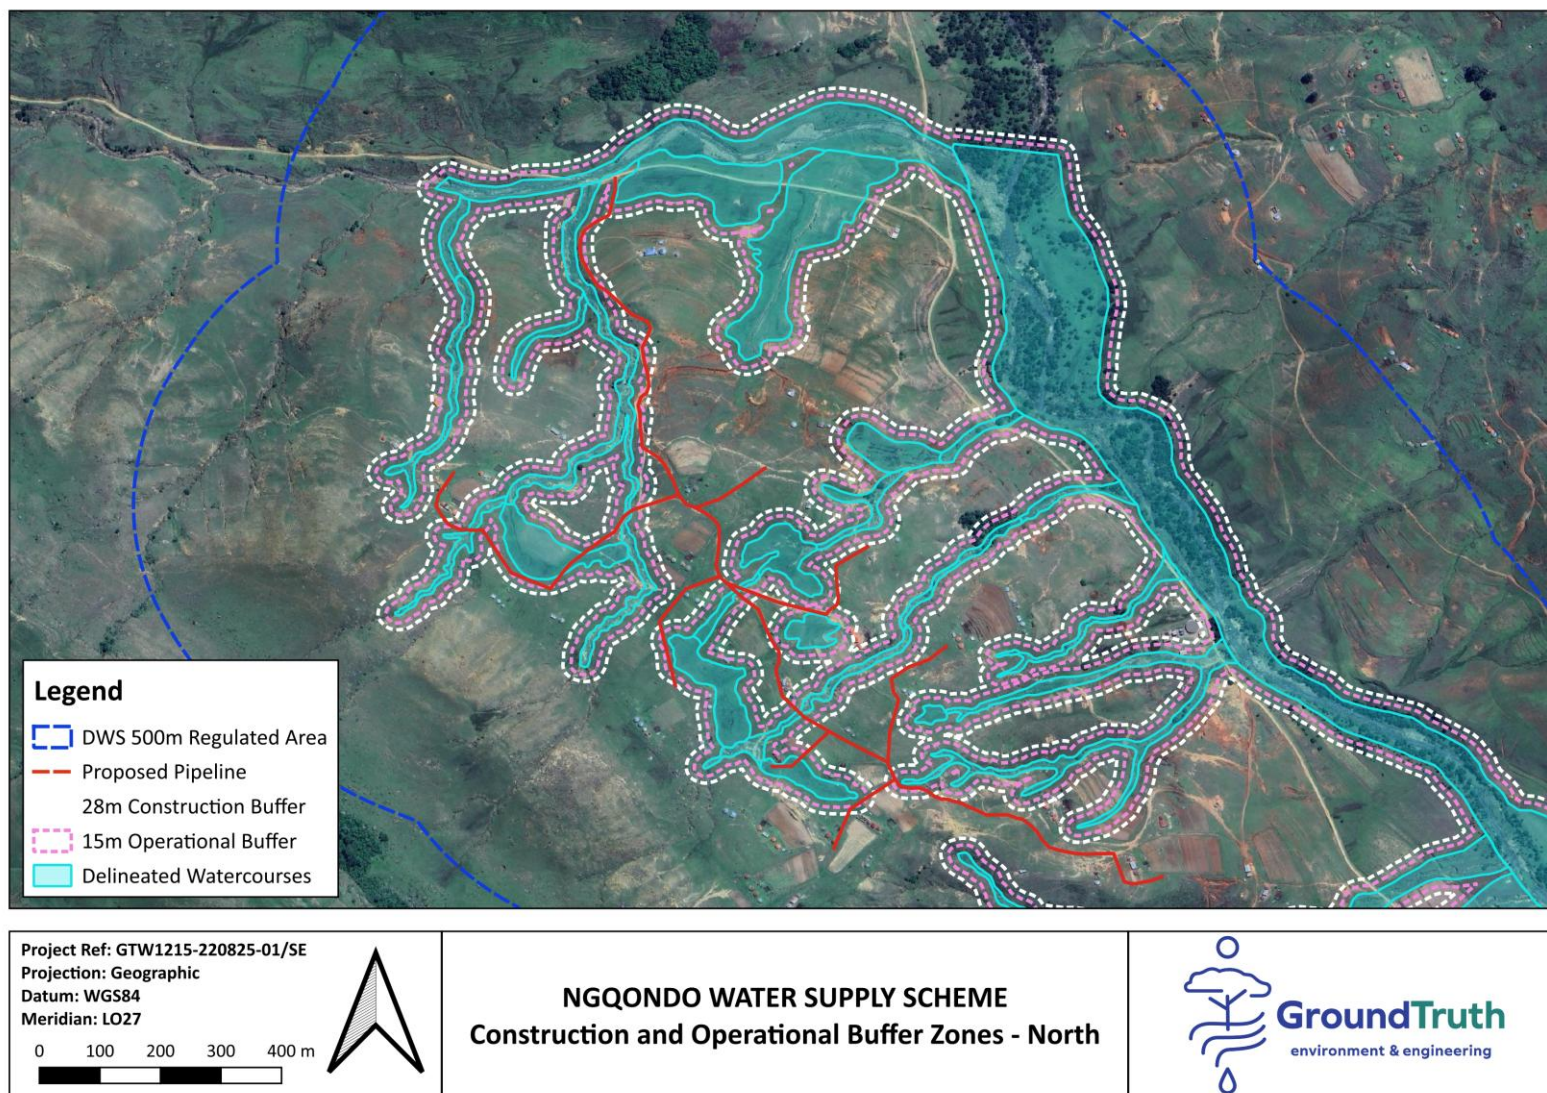 Legend
DWS 500m Regulated Area
Proposed Pipeline
28m Construction Buffer
15m Operational Buffer
Delineated Watercourses
Project Ref: GTW1215-220825-01/SE
Projection: Geographic
Datum: WGS84
Meridian: LO27
0 100 200 300 400 m
NGQONDO WATER SUPPLY SCHEME
Construction and Operational Buffer Zones - North
GroundTruth
environment & engineering